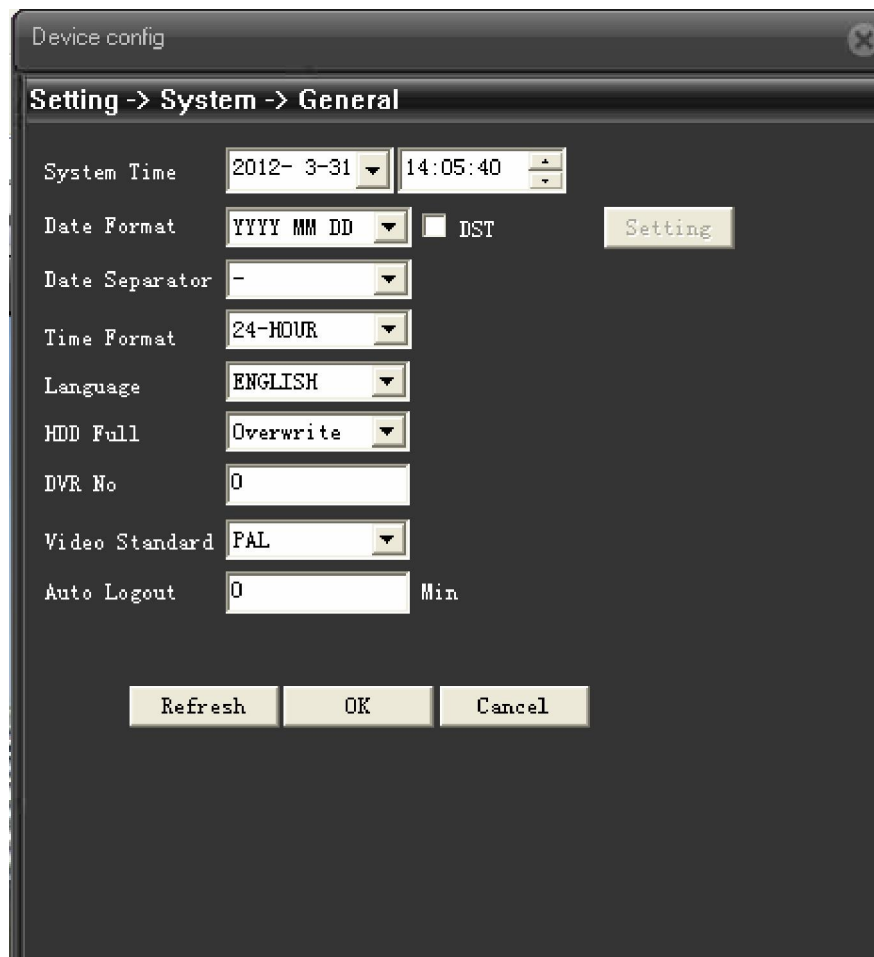 Device config
Setting -> System -> General
System Time 2012- 3-31 14:05:40
Date Format YYYY MM DD DST Setting
Date Separator -
Time Format 24-HOUR
Language ENGLISH
HDD Full Overwrite
DVR No 0
Video Standard PAL
Auto Logout 0 Min
Refresh OK Cancel